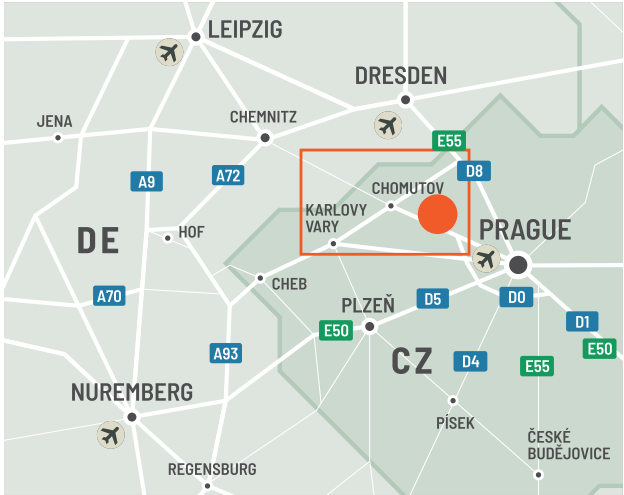 LEIPZIG
DRESDEN
JENA
CHEMNITZ
E55
D8
A9
A72
CHOMUTOV
KARLOVY
VARY
PRAGUE
DE
HOF
CHEB
A70
D5
D0
PLZEŇ
E50
D1
E50
A93
CZ
D4
E55
NUREMBERG
PÍSEK
ČESKÉ
BUDĚJOVICE
REGENSBURG